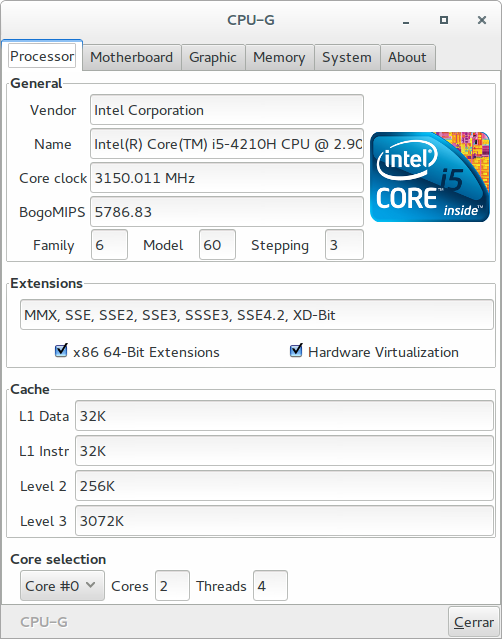 CPU-G
Processor Motherboard Graphic Memory System About
General
Vendor Intel Corporation
Name Intel(R) Core(TM) i5-4210H CPU @ 2.90
Core clock 3150.011 MHz
BogoMIPS 5786.83
Family 6 Model 60 Stepping 3
intel
i5
CORE™
inside™
Extensions
MMX, SSE, SSE2, SSE3, SSSE3, SSE4.2, XD-Bit
x86 64-Bit Extensions Hardware Virtualization
Cache
L1 Data 32K
L1 Instr 32K
Level 2 256K
Level 3 3072K
Core selection
Core #0 Cores 2 Threads 4
CPU-G Cerrar